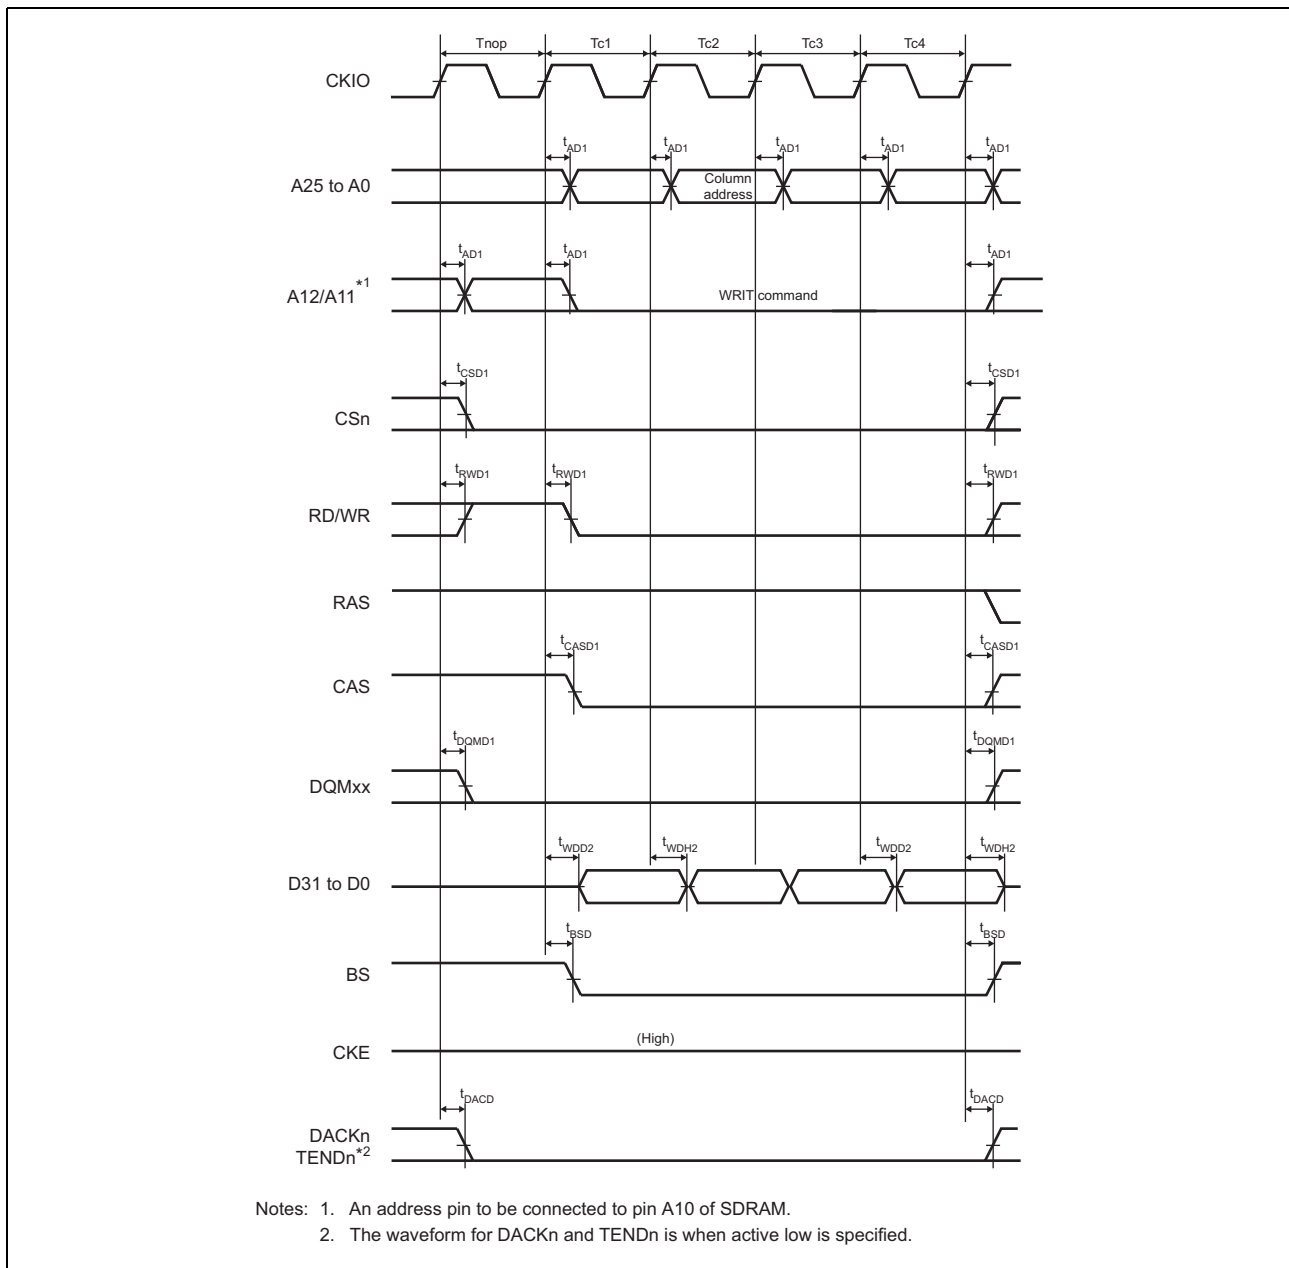 Tnop Tc1 Tc2 Tc3 Tc4
CKIO
tAD1 tAD1 tAD1 tAD1 tAD1
A25 to A0
Column
address
tAD1 tAD1 tAD1
A12/A11*1
WRIT command
tCSD1 tCSD1
CSn
tRWD1 tRWD1 tRWD1
RD/WR
RAS
tCASD1 tCASD1
CAS
tDQMD1 tDQMD1
DQMxx
tWDD2 tWDH2 tWDD2 tWDH2
D31 to D0
tBSD tBSD
BS
(High)
CKE
tDACD tDACD
DACKn
TENDn*2
Notes: 1. An address pin to be connected to pin A10 of SDRAM.
2. The waveform for DACKn and TENDn is when active low is specified.